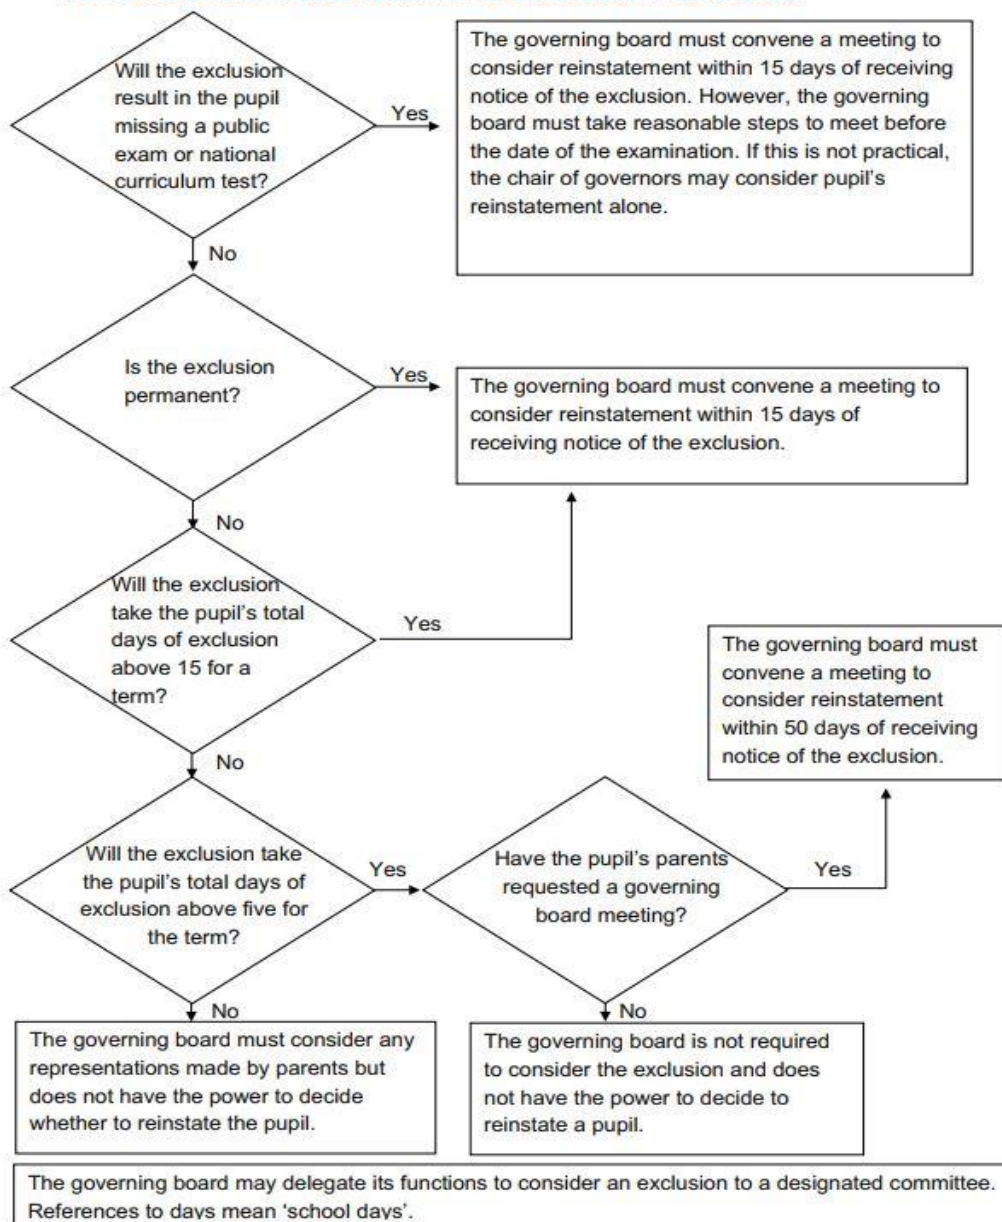 Will the exclusion
result in the pupil
missing a public
exam or national
curriculum test?
Yes
The governing board must convene a meeting to
consider reinstatement within 15 days of receiving
notice of the exclusion. However, the governing
board must take reasonable steps to meet before
the date of the examination. If this is not practical,
the chair of governors may consider pupil's
reinstatement alone.
No
Is the exclusion
permanent?
Yes
The governing board must convene a meeting to
consider reinstatement within 15 days of
receiving notice of the exclusion.
No
Will the exclusion
take the pupil's total
days of exclusion
above 15 for a
term?
Yes
The governing board must
convene a meeting to
consider reinstatement
within 50 days of receiving
notice of the exclusion.
No
Will the exclusion take
the pupil's total days of
exclusion above five for
the term?
Yes
Have the pupil's parents
requested a governing
board meeting?
Yes
No
The governing board must consider any
representations made by parents but
does not have the power to decide
whether to reinstate the pupil.
No
The governing board is not required
to consider the exclusion and does
not have the power to decide to
reinstate a pupil.
The governing board may delegate its functions to consider an exclusion to a designated committee.
References to days mean 'school days'.